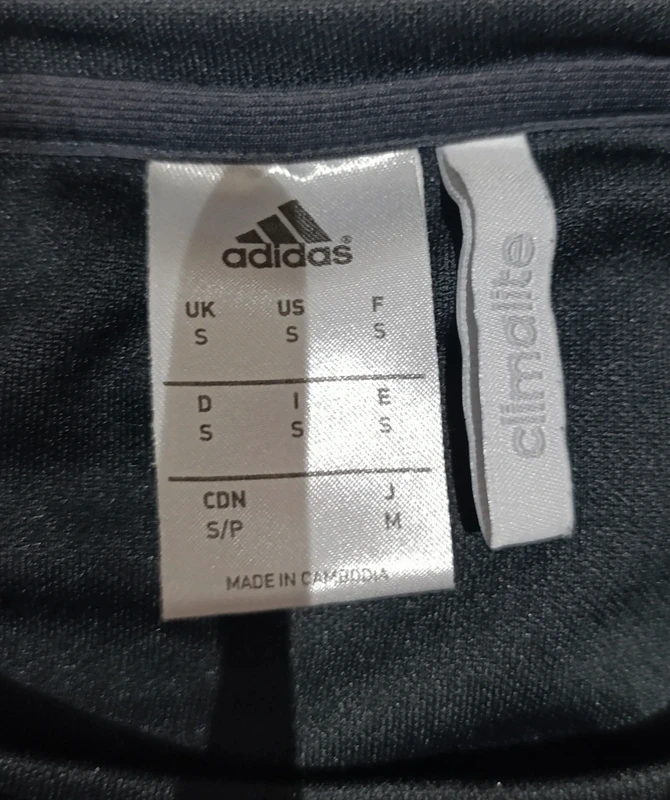 adidas®
UK US F
S S S
D I E
S S S
CDN J
S/P M
MADE IN CAMBODIA
climalite